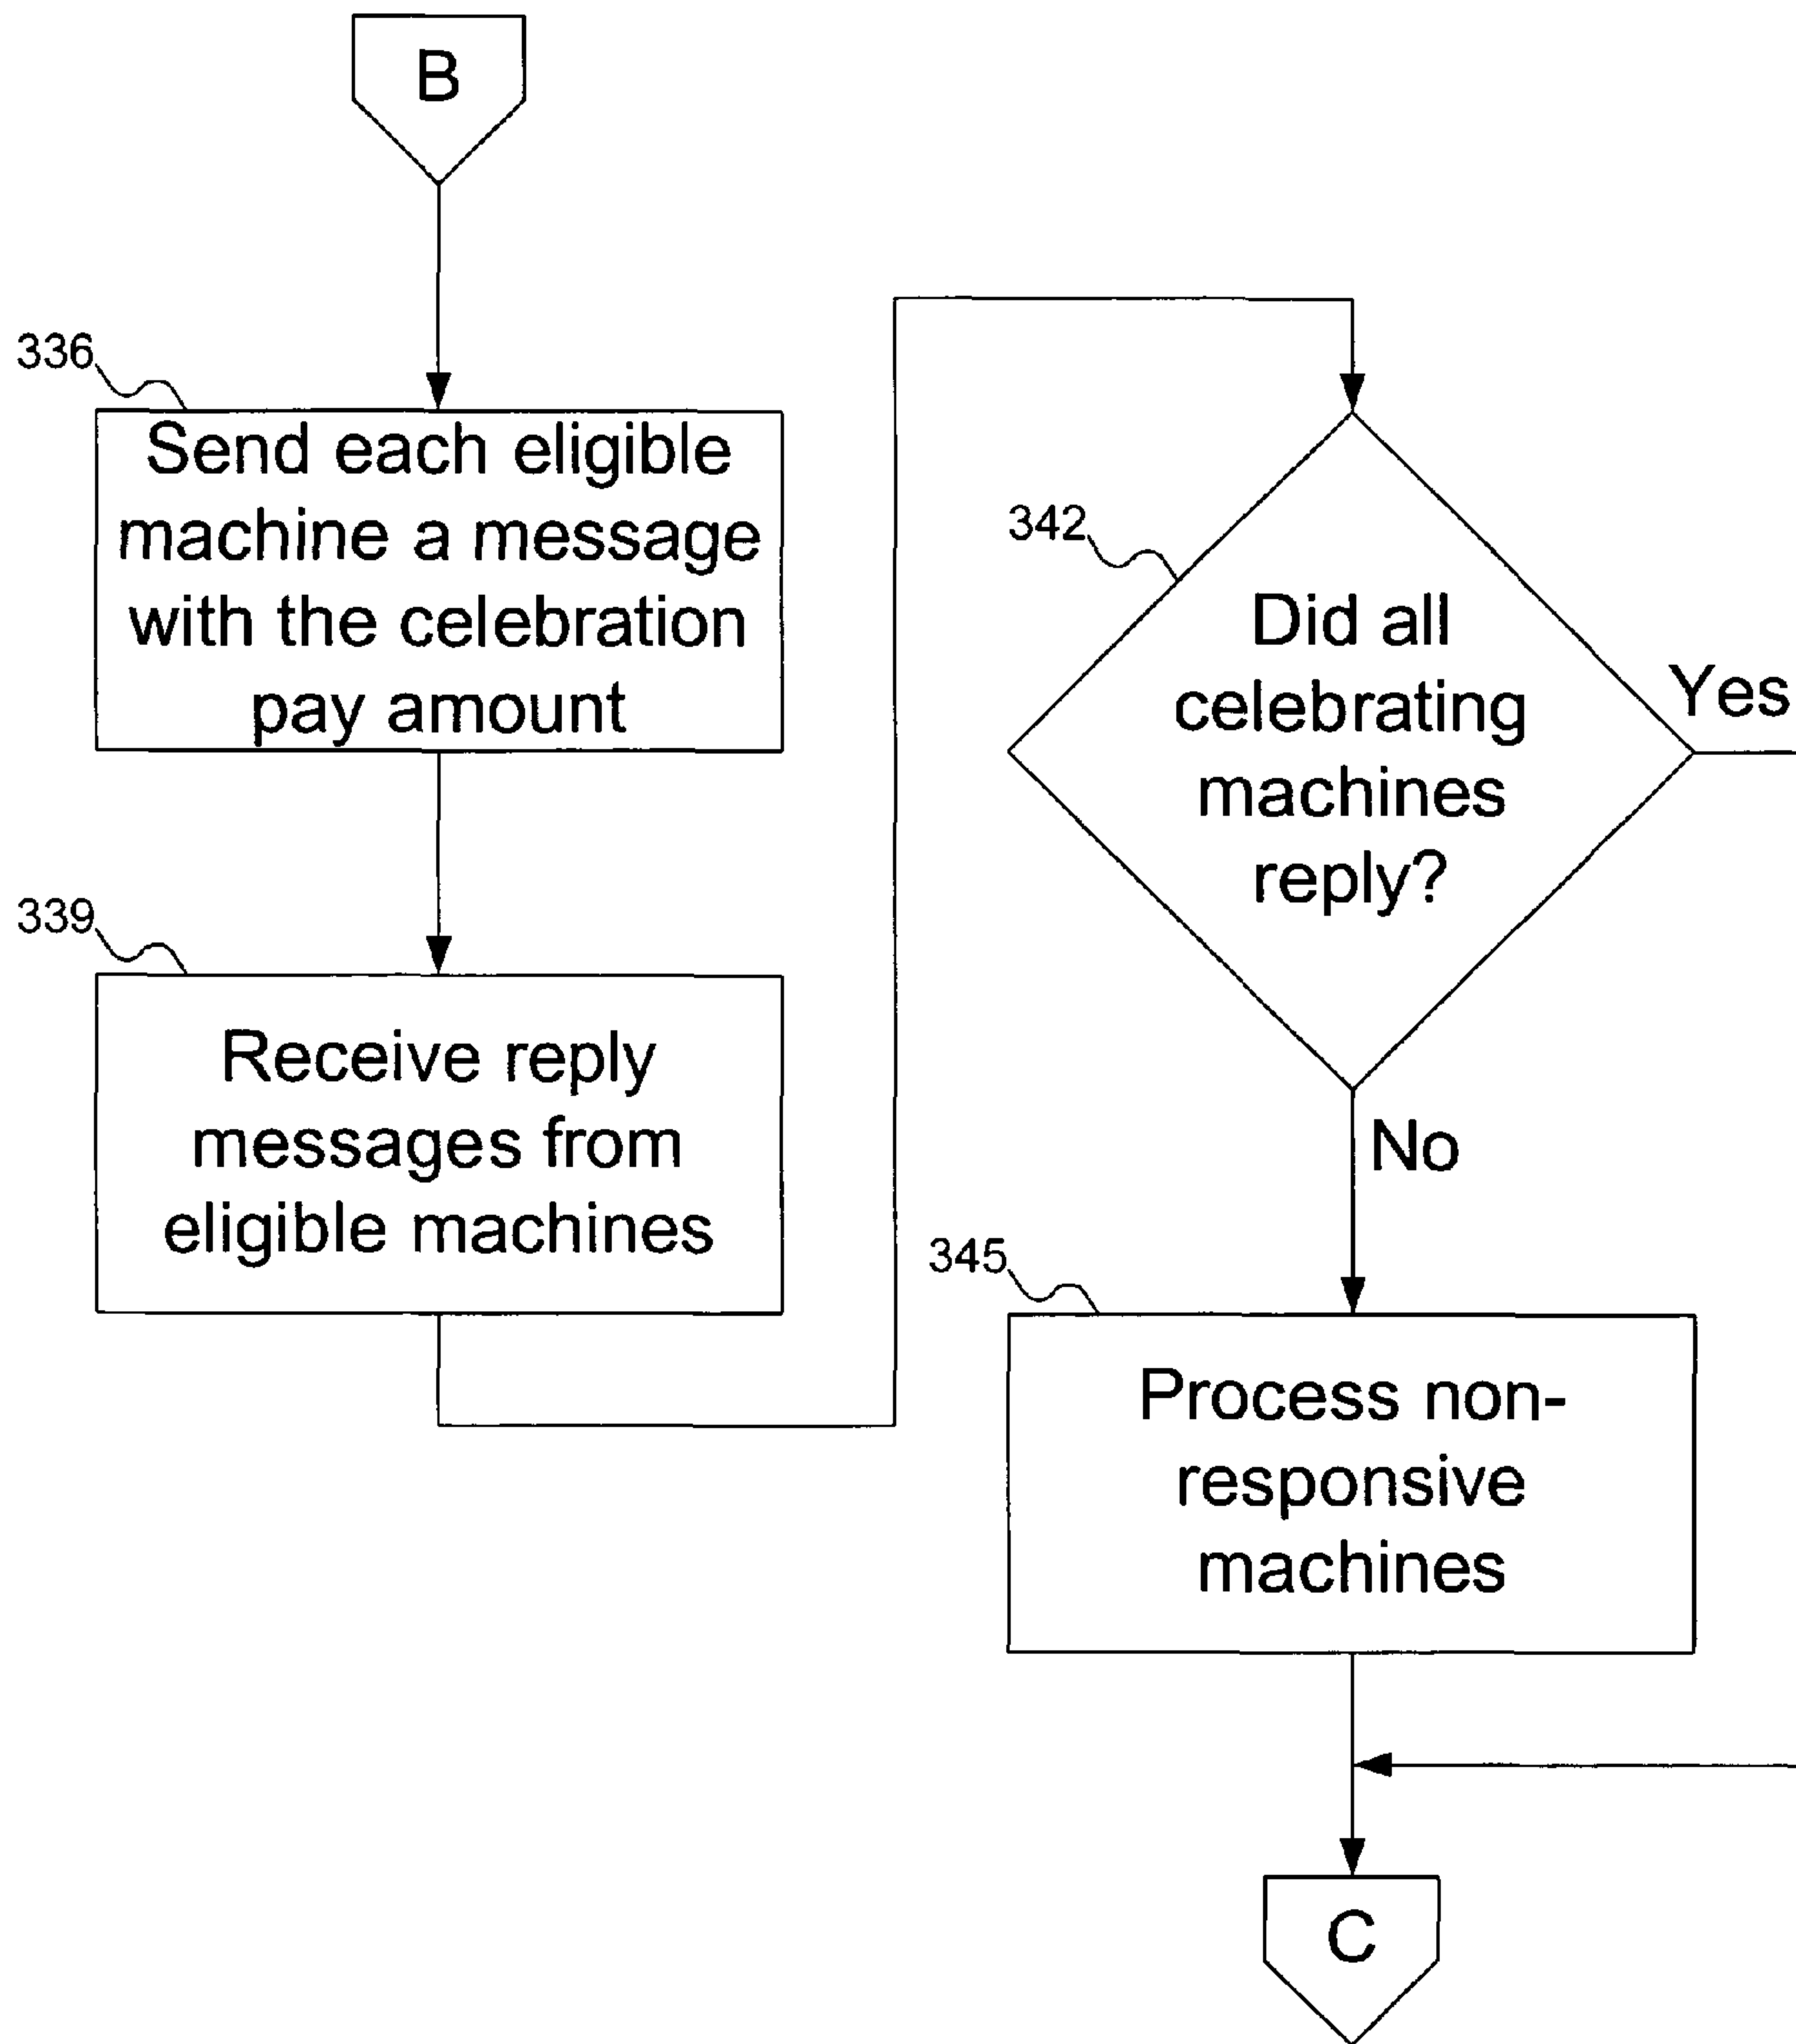 B
336
Send each eligible
machine a message
with the celebration
pay amount
339
Receive reply
messages from
eligible machines
342
Did all
celebrating
machines
reply?
Yes
No
345
Process non-
responsive
machines
C